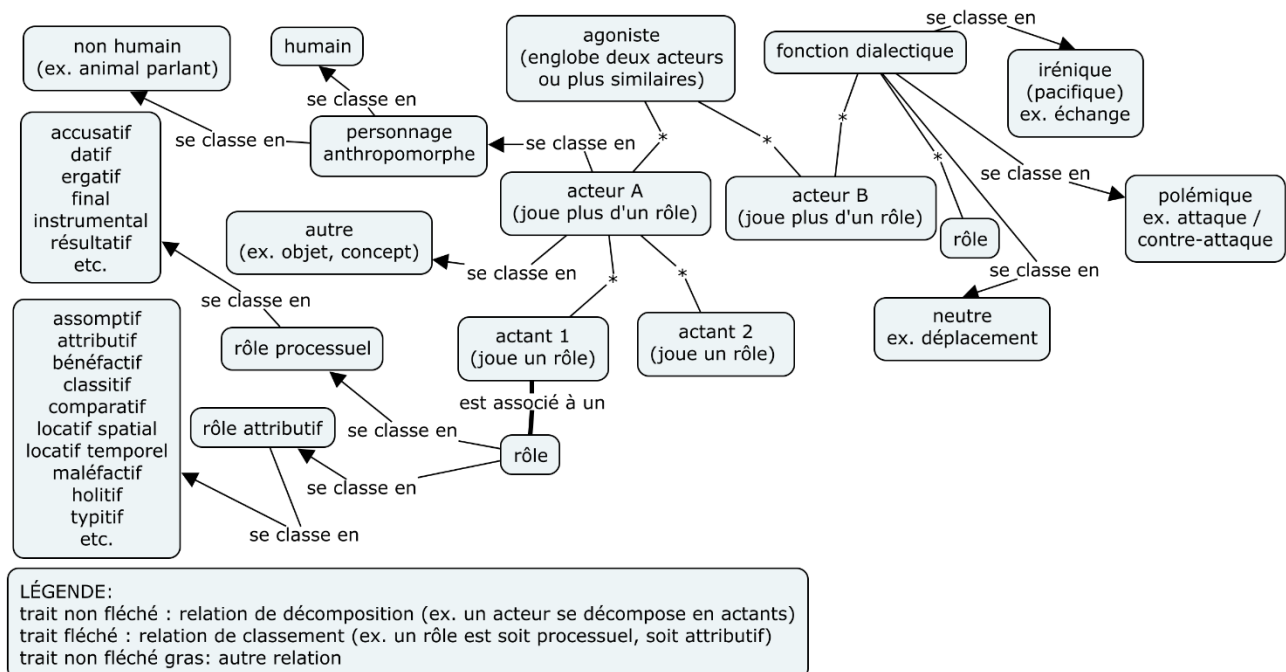 non humain
(ex. animal parlant)
humain
agoniste
(englobe deux acteurs
ou plus similaires)
fonction dialectique
se classe en
irénique
(pacifique)
ex. échange
se classe en
se classe en
personnage
anthropomorphe
se classe en
*
*
*
*
accusatif
datif
ergatif
final
instrumental
résultatif
etc.
acteur A
(joue plus d'un rôle)
acteur B
(joue plus d'un rôle)
se classe en
polémique
ex. attaque /
contre-attaque
autre
(ex. objet, concept)
se classe en
rôle
se classe en
*
*
neutre
ex. déplacement
se classe en
rôle processuel
actant 1
(joue un rôle)
actant 2
(joue un rôle)
assomptif
attributif
bénéfactif
classitif
comparatif
locatif spatial
locatif temporel
maléfactif
holitif
typitif
etc.
est associé à un
rôle attributif
se classe en
rôle
se classe en
se classe en
LÉGENDE:
trait non fléché : relation de décomposition (ex. un acteur se décompose en actants)
trait fléché : relation de classement (ex. un rôle est soit processuel, soit attributif)
trait non fléché gras: autre relation